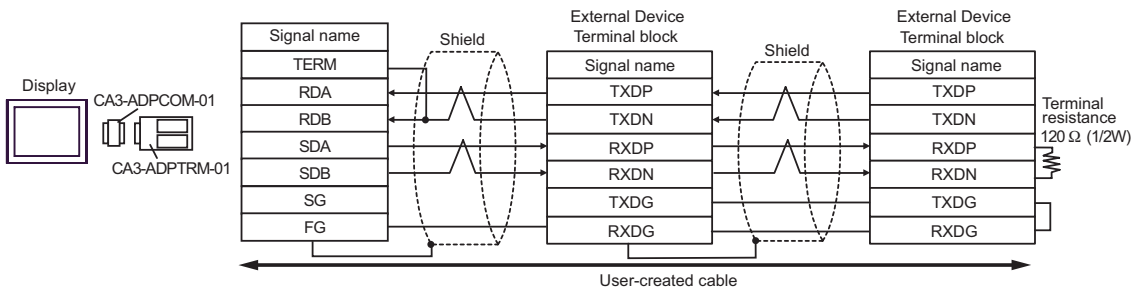 Display
CA3-ADPCOM-01
CA3-ADPTRM-01
Signal name
TERM
RDA
RDB
SDA
SDB
SG
FG
Shield
External Device
Terminal block
Signal name
TXDP
TXDN
RXDP
RXDN
TXDG
RXDG
Shield
External Device
Terminal block
Signal name
TXDP
TXDN
RXDP
RXDN
TXDG
RXDG
Terminal
resistance
120 Ω (1/2W)
User-created cable